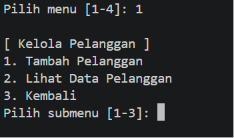 Pilih menu [1-4]: 1
[ Kelola Pelanggan ]
1. Tambah Pelanggan
2. Lihat Data Pelanggan
3. Kembali
Pilih submenu [1-3]: